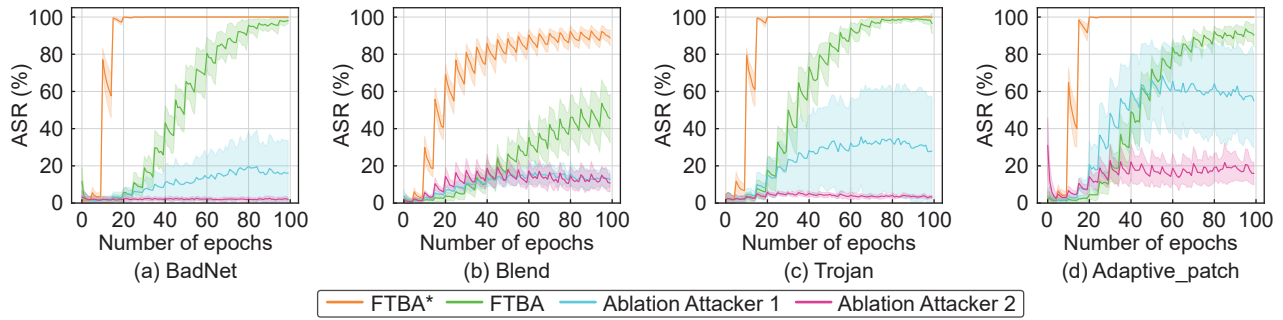 ASR (%)
100
80
60
40
20
0
0 20 40 60 80 100
Number of epochs
(a) BadNet
ASR (%)
100
80
60
40
20
0
0 20 40 60 80 100
Number of epochs
(b) Blend
ASR (%)
100
80
60
40
20
0
0 20 40 60 80 100
Number of epochs
(c) Trojan
ASR (%)
100
80
60
40
20
0
0 20 40 60 80 100
Number of epochs
(d) Adaptive_patch
FTBA* FTBA Ablation Attacker 1 Ablation Attacker 2